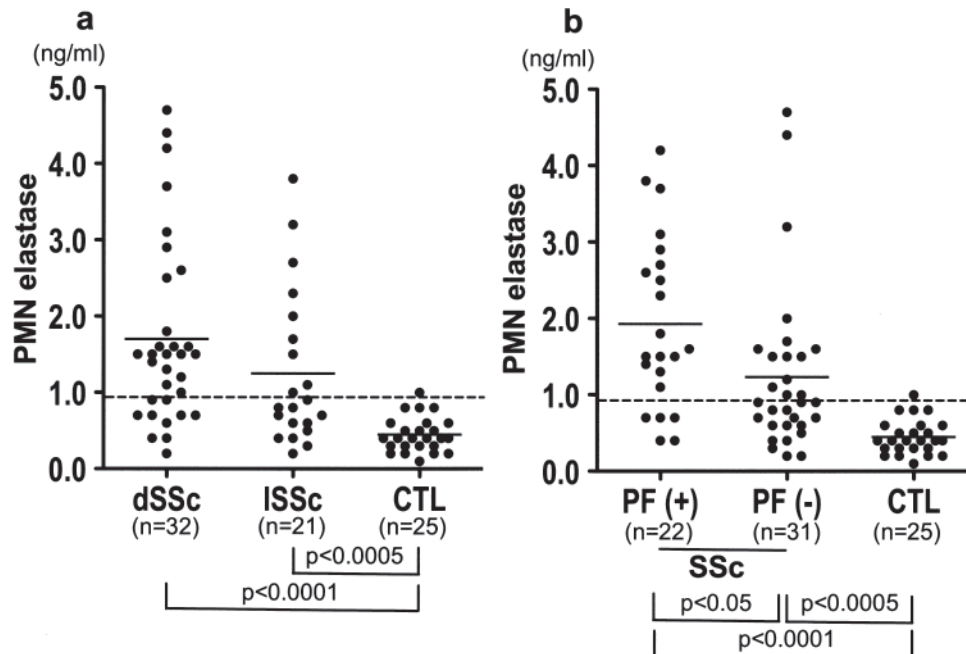 a
(ng/ml)
PMN elastase
5.0
4.0
3.0
2.0
1.0
0.0
dSSc lSSc CTL
(n=32) (n=21) (n=25)
p<0.0005
p<0.0001
b
(ng/ml)
PMN elastase
5.0
4.0
3.0
2.0
1.0
0.0
PF (+) PF (-) CTL
(n=22) (n=31) (n=25)
SSc
p<0.05 p<0.0005
p<0.0001